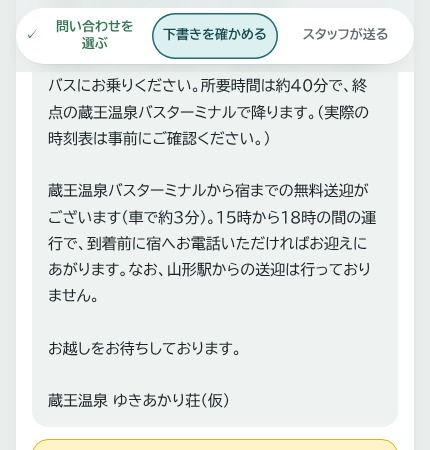 ✓ 問い合わせを
選ぶ
下書きを確かめる
スタッフが送る
バスにお乗りください。所要時間は約40分で、終
点の蔵王温泉バスターミナルで降ります。（実際の
時刻表は事前にご確認ください。）
蔵王温泉バスターミナルから宿までの無料送迎が
ございます（車で約3分）。15時から18時の間の運
行で、到着前に宿へお電話いただければお迎えに
あがります。なお、山形駅からの送迎は行っており
ません。
お越しをお待ちしております。
蔵王温泉 ゆきあかり荘（仮）